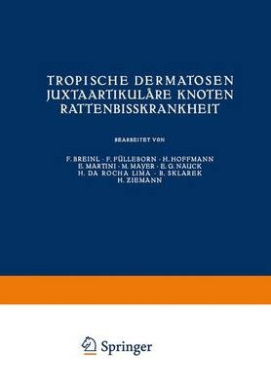 TROPISCHE DERMATOSEN
JUXTAARTIKULÄRE KNOTEN
RATTENBISSKRANKHEIT
BEARBEITET VON
F. BREINL · F. FÜLLEBORN · H. HOFFMANN
E. MARTINI · M. MAYER · E. G. NAUCK
H. DA ROCHA LIMA · B. SKLAREK
H. ZIEMANN
Springer